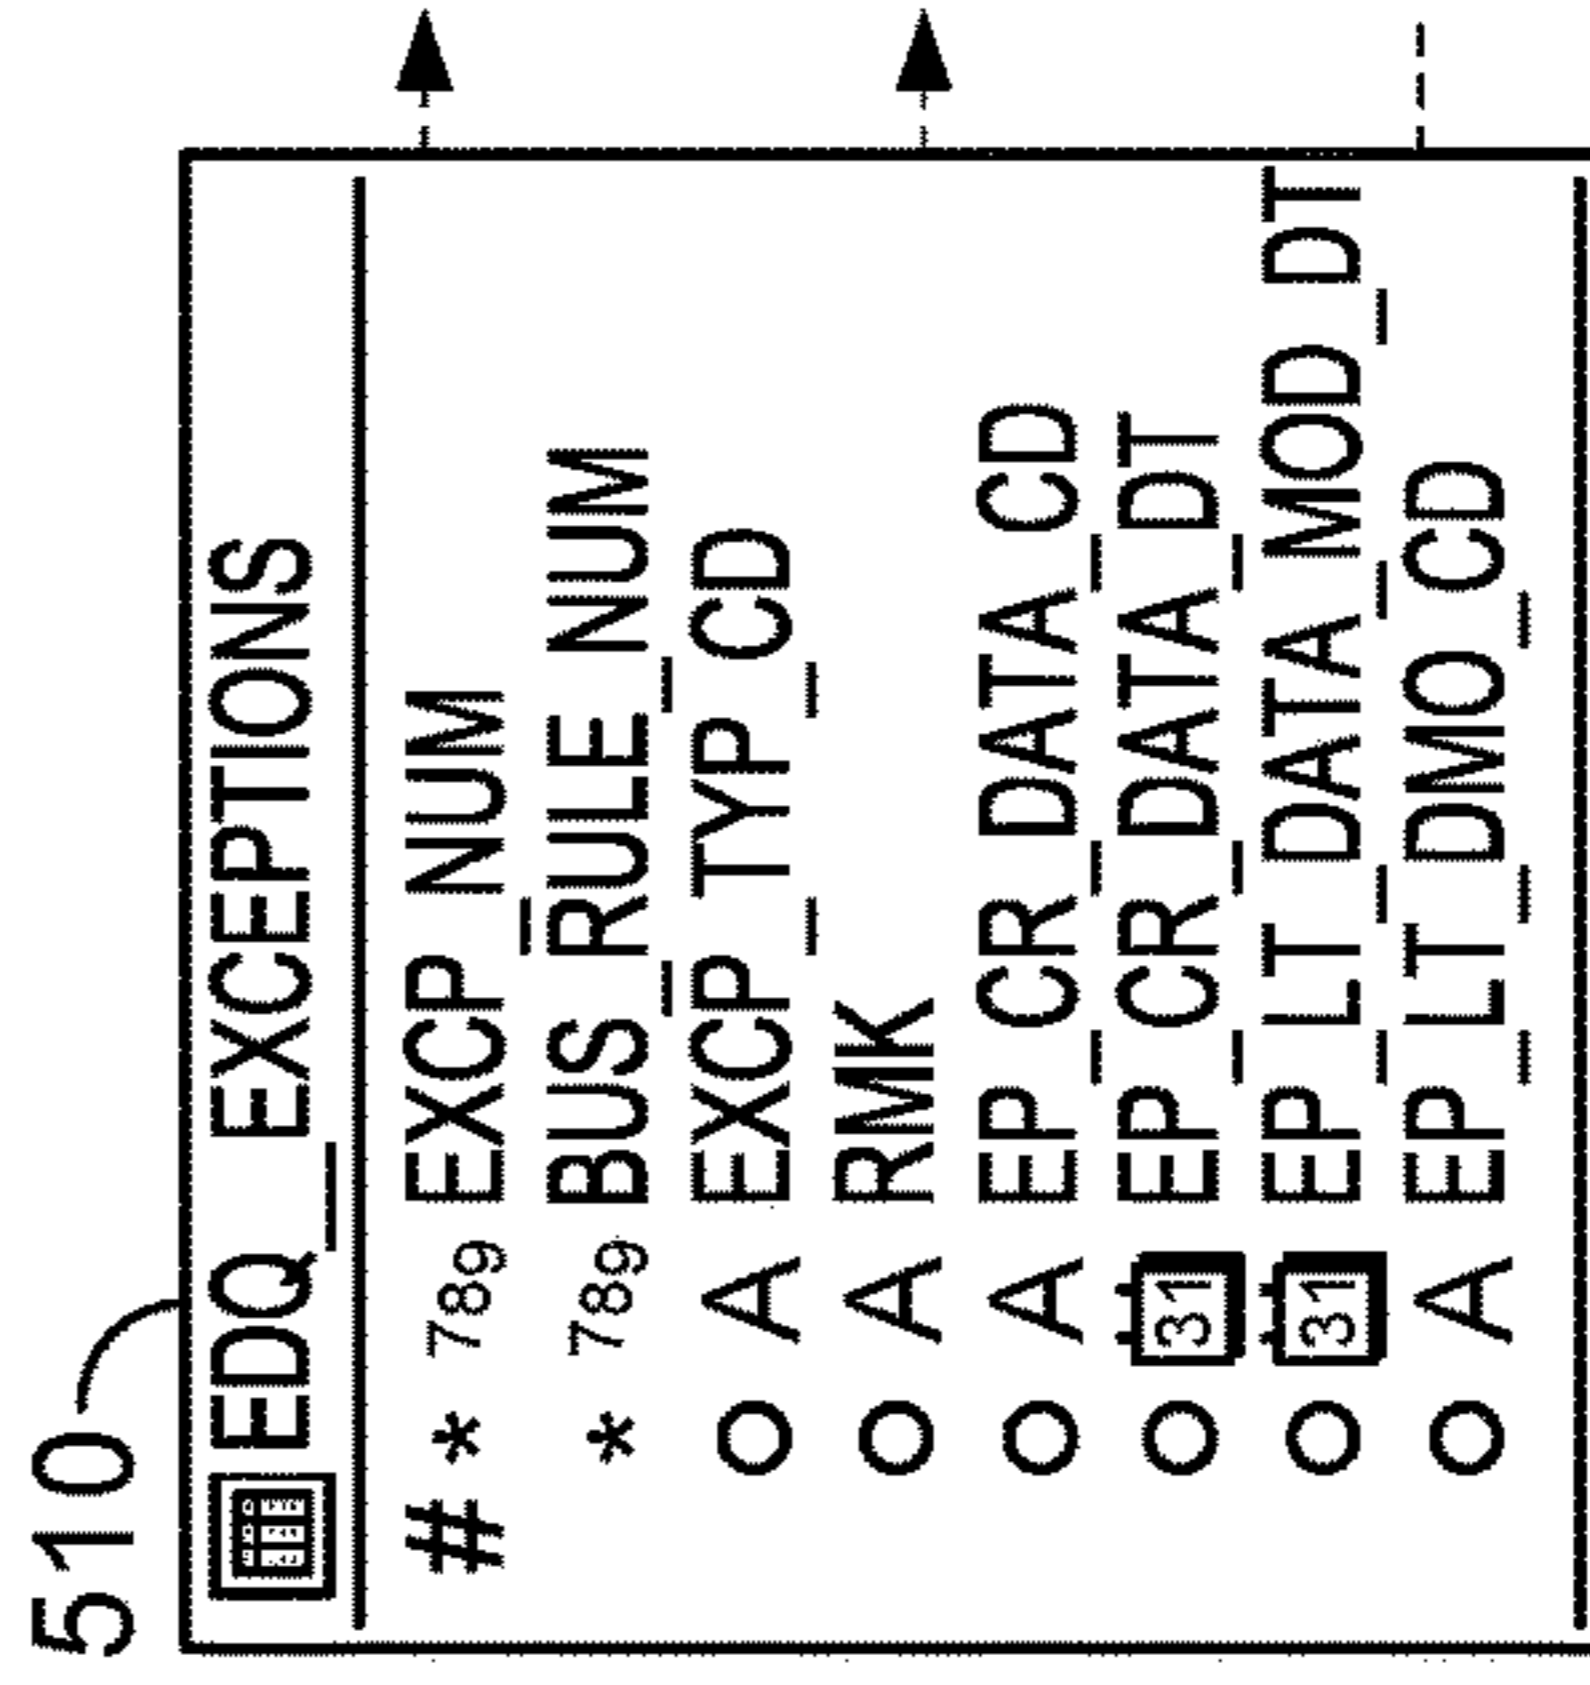 510
EDQ_EXCEPTIONS
# * 789 EXCP_NUM
* 789 BUS_RULE_NUM
O A EXCP_TYP_CD
O A RMK
O A EP_CR_DATA_CD
O 31 EP_CR_DATA_DT
O 31 EP_LT_DATA_MOD_DT
O A EP_LT_DMO_CD